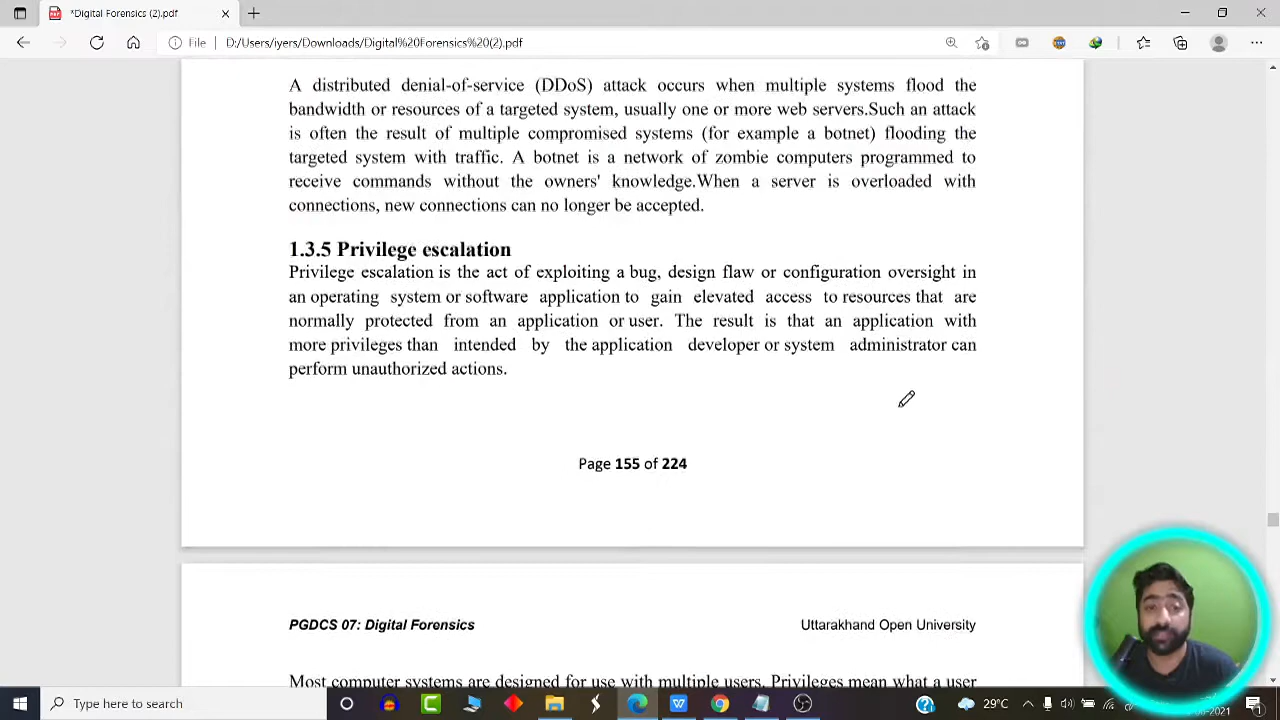 *Digital Forensics (2).pdf
File
D:/Users/iyers/Downloads/Digital%20Forensics%20(2).pdf
A distributed denial-of-service (DDoS) attack occurs when multiple systems flood the
bandwidth or resources of a targeted system, usually one or more web servers.Such an attack
is often the result of multiple compromised systems (for example a botnet) flooding the
targeted system with traffic. A botnet is a network of zombie computers programmed to
receive commands without the owners' knowledge.When a server is overloaded with
connections, new connections can no longer be accepted.
1.3.5 Privilege escalation
Privilege escalation is the act of exploiting a bug, design flaw or configuration oversight in
an operating system or software application to gain elevated access to resources that are
normally protected from an application or user. The result is that an application with
more privileges than intended by the application developer or system administrator can
perform unauthorized actions.
Page 155 of 224
PGDCS 07: Digital Forensics
Uttarakhand Open University
Most computer systems are designed for use with multiple users. Privileges mean what a user
Type here to search
29°C